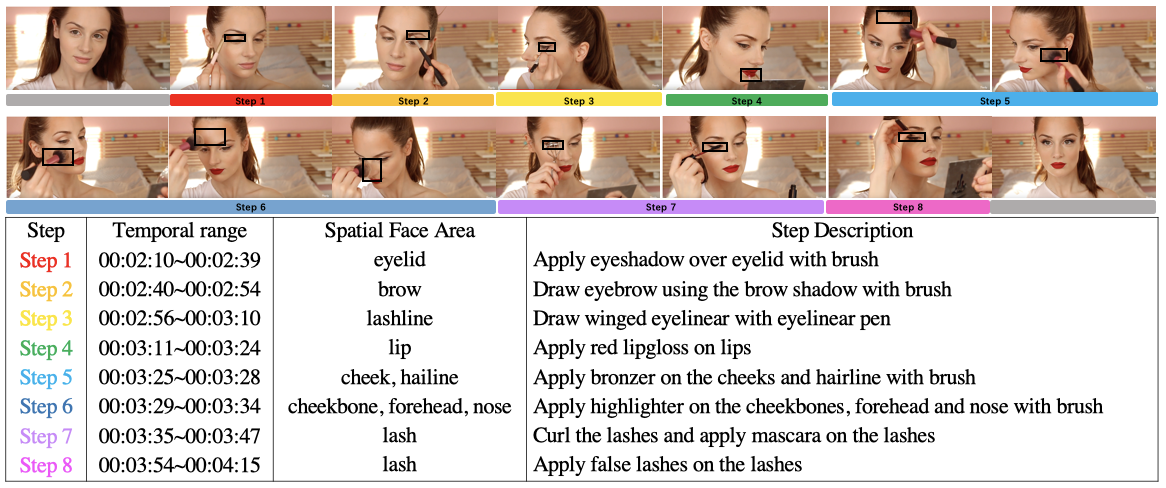 Step 1 Step 2 Step 3 Step 4 Step 5
Step 6 Step 7 Step 8
Step Temporal range Spatial Face Area Step Description
Step 1 00:02:10~00:02:39 eyelid Apply eyeshadow over eyelid with brush
Step 2 00:02:40~00:02:54 brow Draw eyebrow using the brow shadow with brush
Step 3 00:02:56~00:03:10 lashline Draw winged eyelinear with eyelinear pen
Step 4 00:03:11~00:03:24 lip Apply red lipgloss on lips
Step 5 00:03:25~00:03:28 cheek, hailine Apply bronzer on the cheeks and hairline with brush
Step 6 00:03:29~00:03:34 cheekbone, forehead, nose Apply highlighter on the cheekbones, forehead and nose with brush
Step 7 00:03:35~00:03:47 lash Curl the lashes and apply mascara on the lashes
Step 8 00:03:54~00:04:15 lash Apply false lashes on the lashes